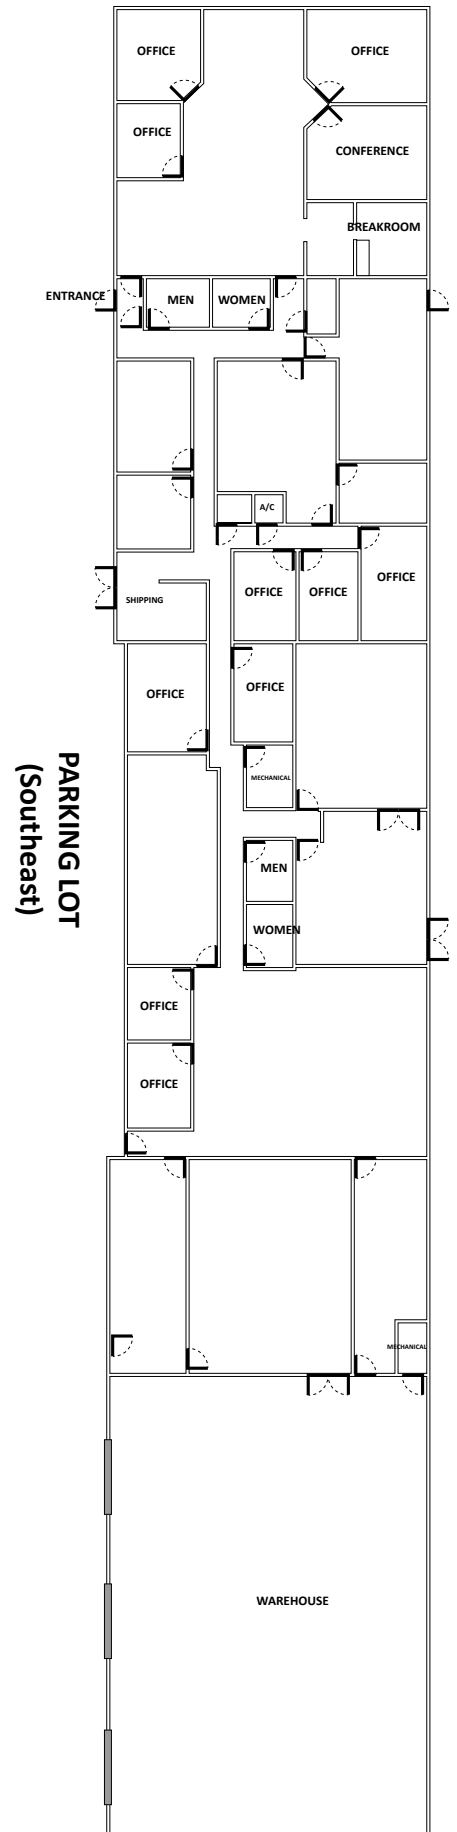 OFFICE
OFFICE
OFFICE
CONFERENCE
BREAKROOM
ENTRANCE
MEN
WOMEN
A/C
OFFICE
OFFICE
OFFICE
SHIPPING
OFFICE
OFFICE
MECHANICAL
PARKING LOT
(Southeast)
MEN
WOMEN
OFFICE
OFFICE
MECHANICAL
WAREHOUSE